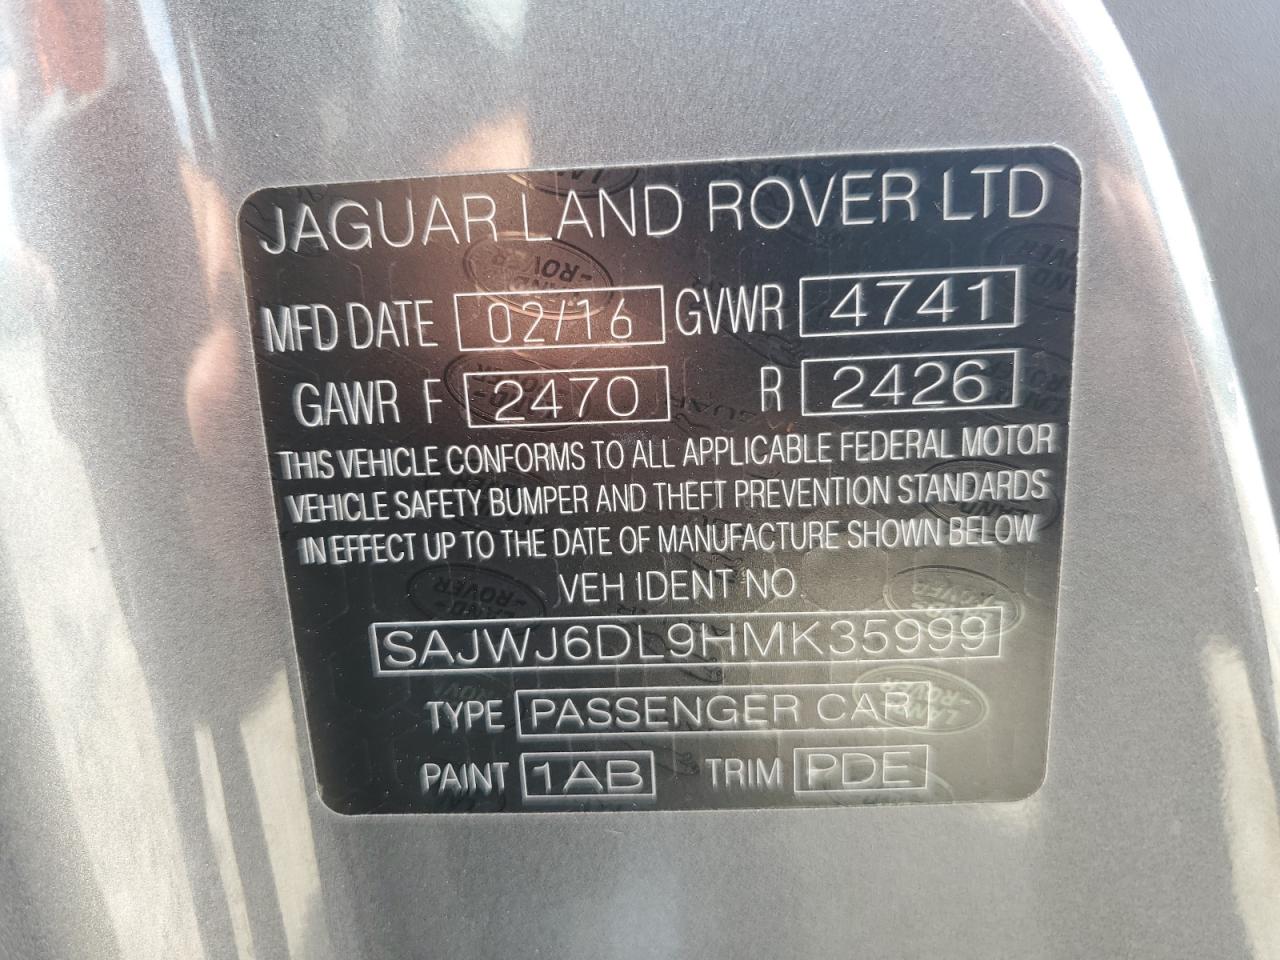 JAGUAR LAND ROVER LTD
MFD DATE 02/16 GVWR 4741
GAWR F 2470 R 2426
THIS VEHICLE CONFORMS TO ALL APPLICABLE FEDERAL MOTOR
VEHICLE SAFETY BUMPER AND THEFT PREVENTION STANDARDS
IN EFFECT UP TO THE DATE OF MANUFACTURE SHOWN BELOW
VEH IDENT NO
SAJWJ6DL9HMK35999
TYPE PASSENGER CAR
PAINT 1AB TRIM PDE